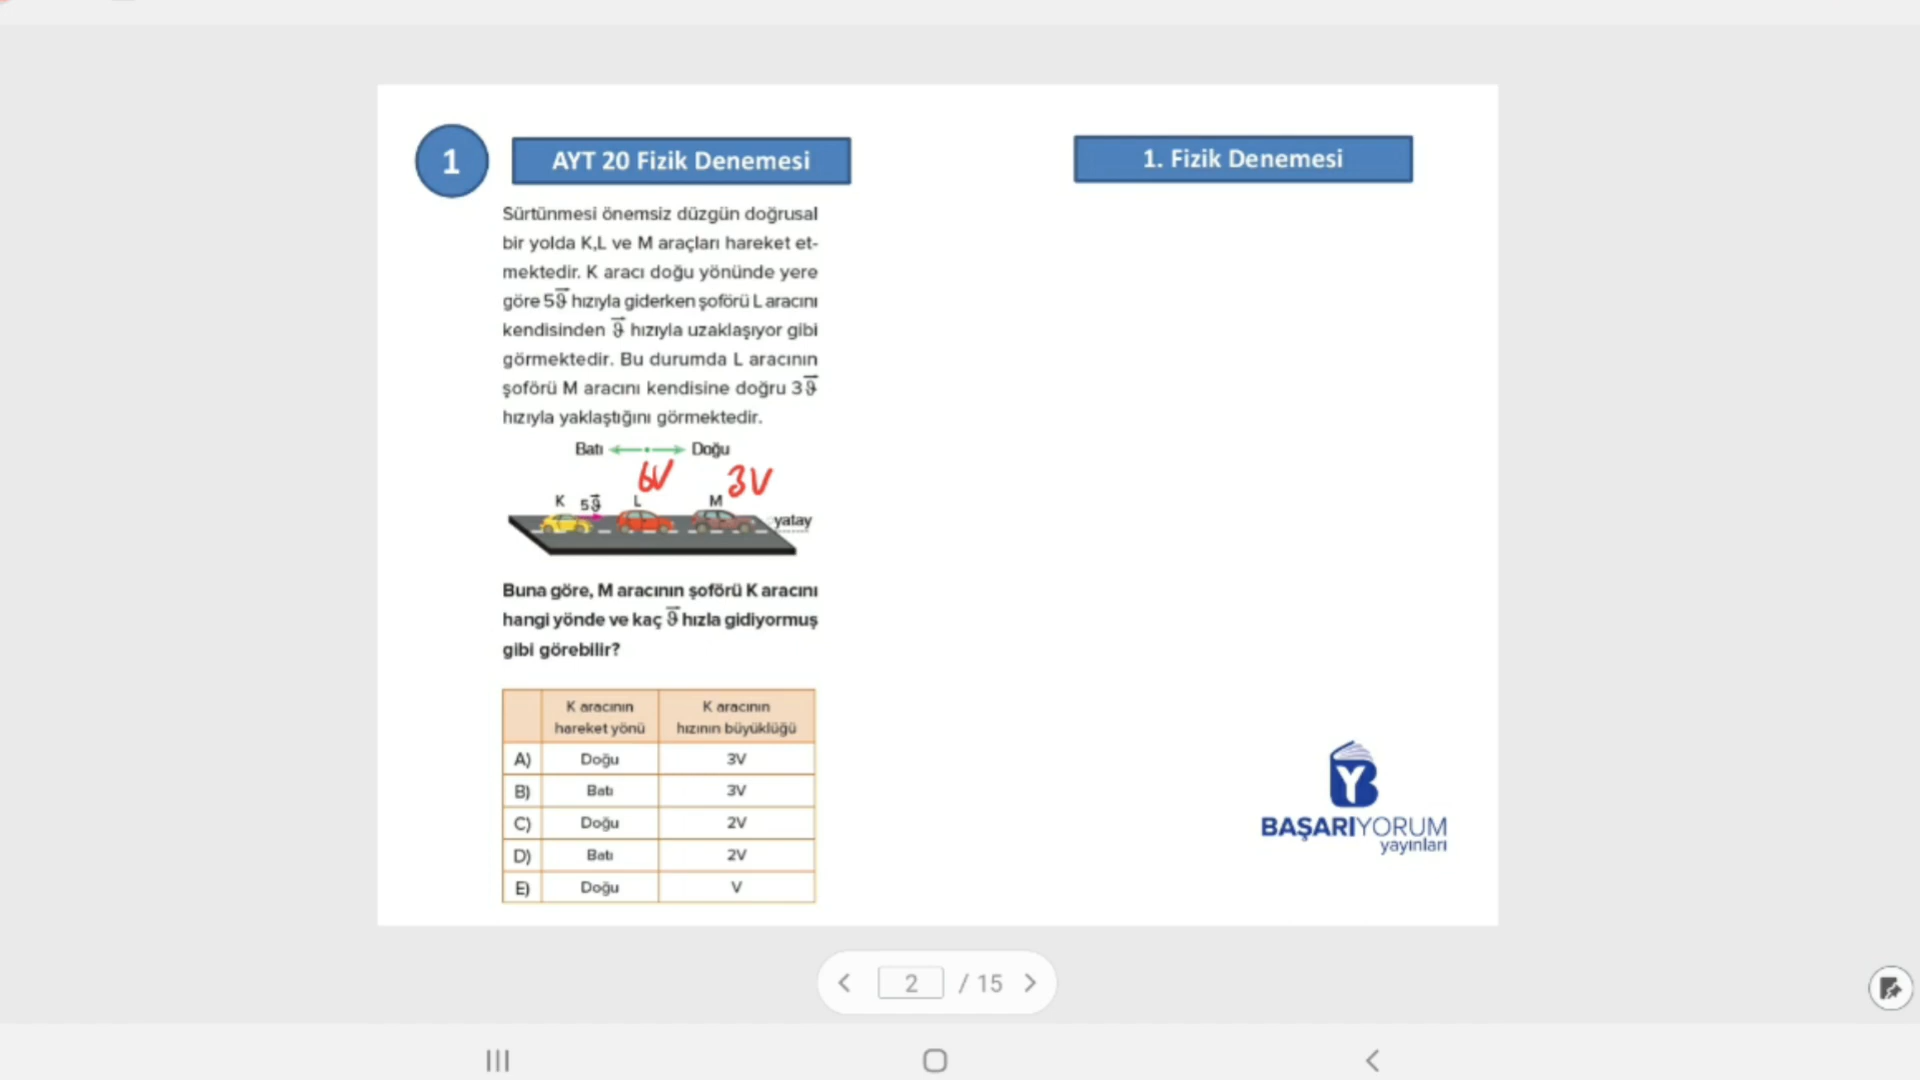 1
AYT 20 Fizik Denemesi
1. Fizik Denemesi
Sürtünmesi önemsiz düzgün doğrusal
bir yolda K,L ve M araçları hareket et-
mektedir. K aracı doğu yönünde yere
göre 5ϑ⃗ hızıyla giderken şoförü L aracını
kendisinden ϑ⃗ hızıyla uzaklaşıyor gibi
görmektedir. Bu durumda L aracının
şoförü M aracını kendisine doğru 3ϑ⃗
hızıyla yaklaştığını görmektedir.
Batı Doğu
6V 3V
K 5ϑ⃗ L M
yatay
Buna göre, M aracının şoförü K aracını
hangi yönde ve kaç ϑ⃗ hızla gidiyormuş
gibi görebilir?
K aracının hareket yönü K aracının hızının büyüklüğü
A) Doğu 3V
B) Batı 3V
C) Doğu 2V
D) Batı 2V
E) Doğu V
BAŞARIYORUM
yayınları
2 / 15